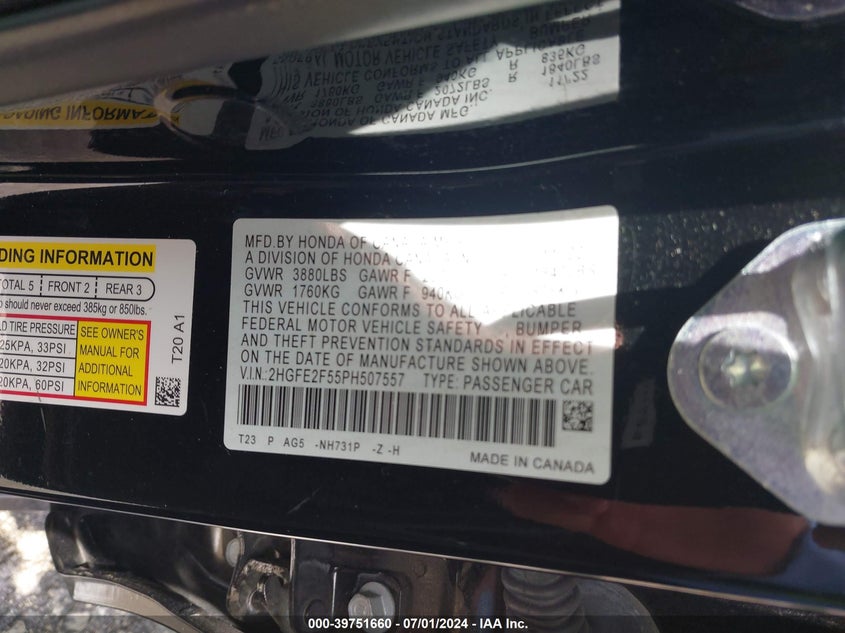 DING INFORMATION
TOTAL 5 FRONT 2 REAR 3
should never exceed 385kg or 850lbs.
TIRE PRESSURE
25KPA, 33PSI
20KPA, 32PSI
20KPA, 60PSI
SEE OWNER'S
MANUAL FOR
ADDITIONAL
INFORMATION
T20 A1
MFD.BY HONDA OF
A DIVISION OF HONDA
GVWR 3880LBS GAWR F
GVWR 1760KG GAWR F 940
THIS VEHICLE CONFORMS TO ALL APPLICABLE
FEDERAL MOTOR VEHICLE SAFETY BUMPER
AND THEFT PREVENTION STANDARDS IN EFFECT
ON THE DATE OF MANUFACTURE SHOWN ABOVE.
V.I.N.:2HGFE2F55PH507557 TYPE: PASSENGER CAR
T23 P AG5 -NH731P -Z -H
MADE IN CANADA
000-39751660 / 07/01/2024 / IAA Inc.